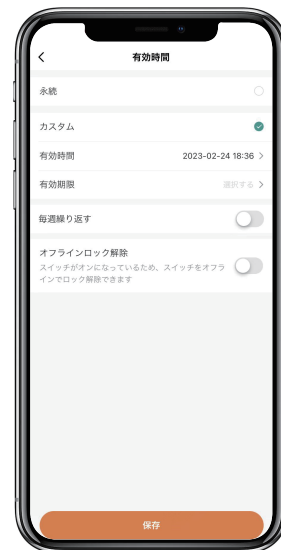 有効時間
永続
カスタム
有効時間 2023-02-24 18:36
有効期限 選択する
毎週繰り返す
オフラインロック解除
スイッチがオンになっているため、スイッチをオフラ
インでロック解除できます
保存